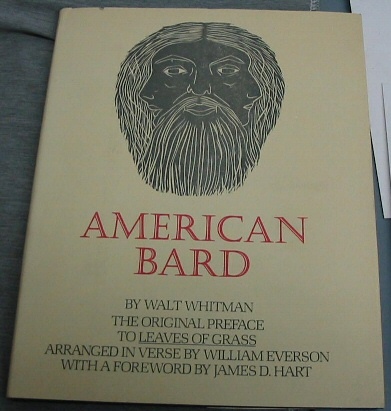 AMERICAN
BARD
BY WALT WHITMAN
THE ORIGINAL PREFACE
TO LEAVES OF GRASS
ARRANGED IN VERSE BY WILLIAM EVERSON
WITH A FOREWORD BY JAMES D. HART